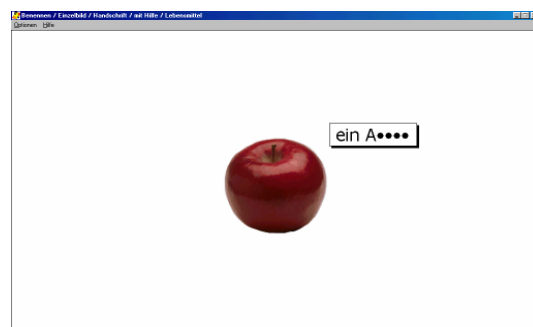 Benennen / Einzelbild / Handschrift / mit Hilfe / Lebensmittel
Optionen Hilfe
ein A••••